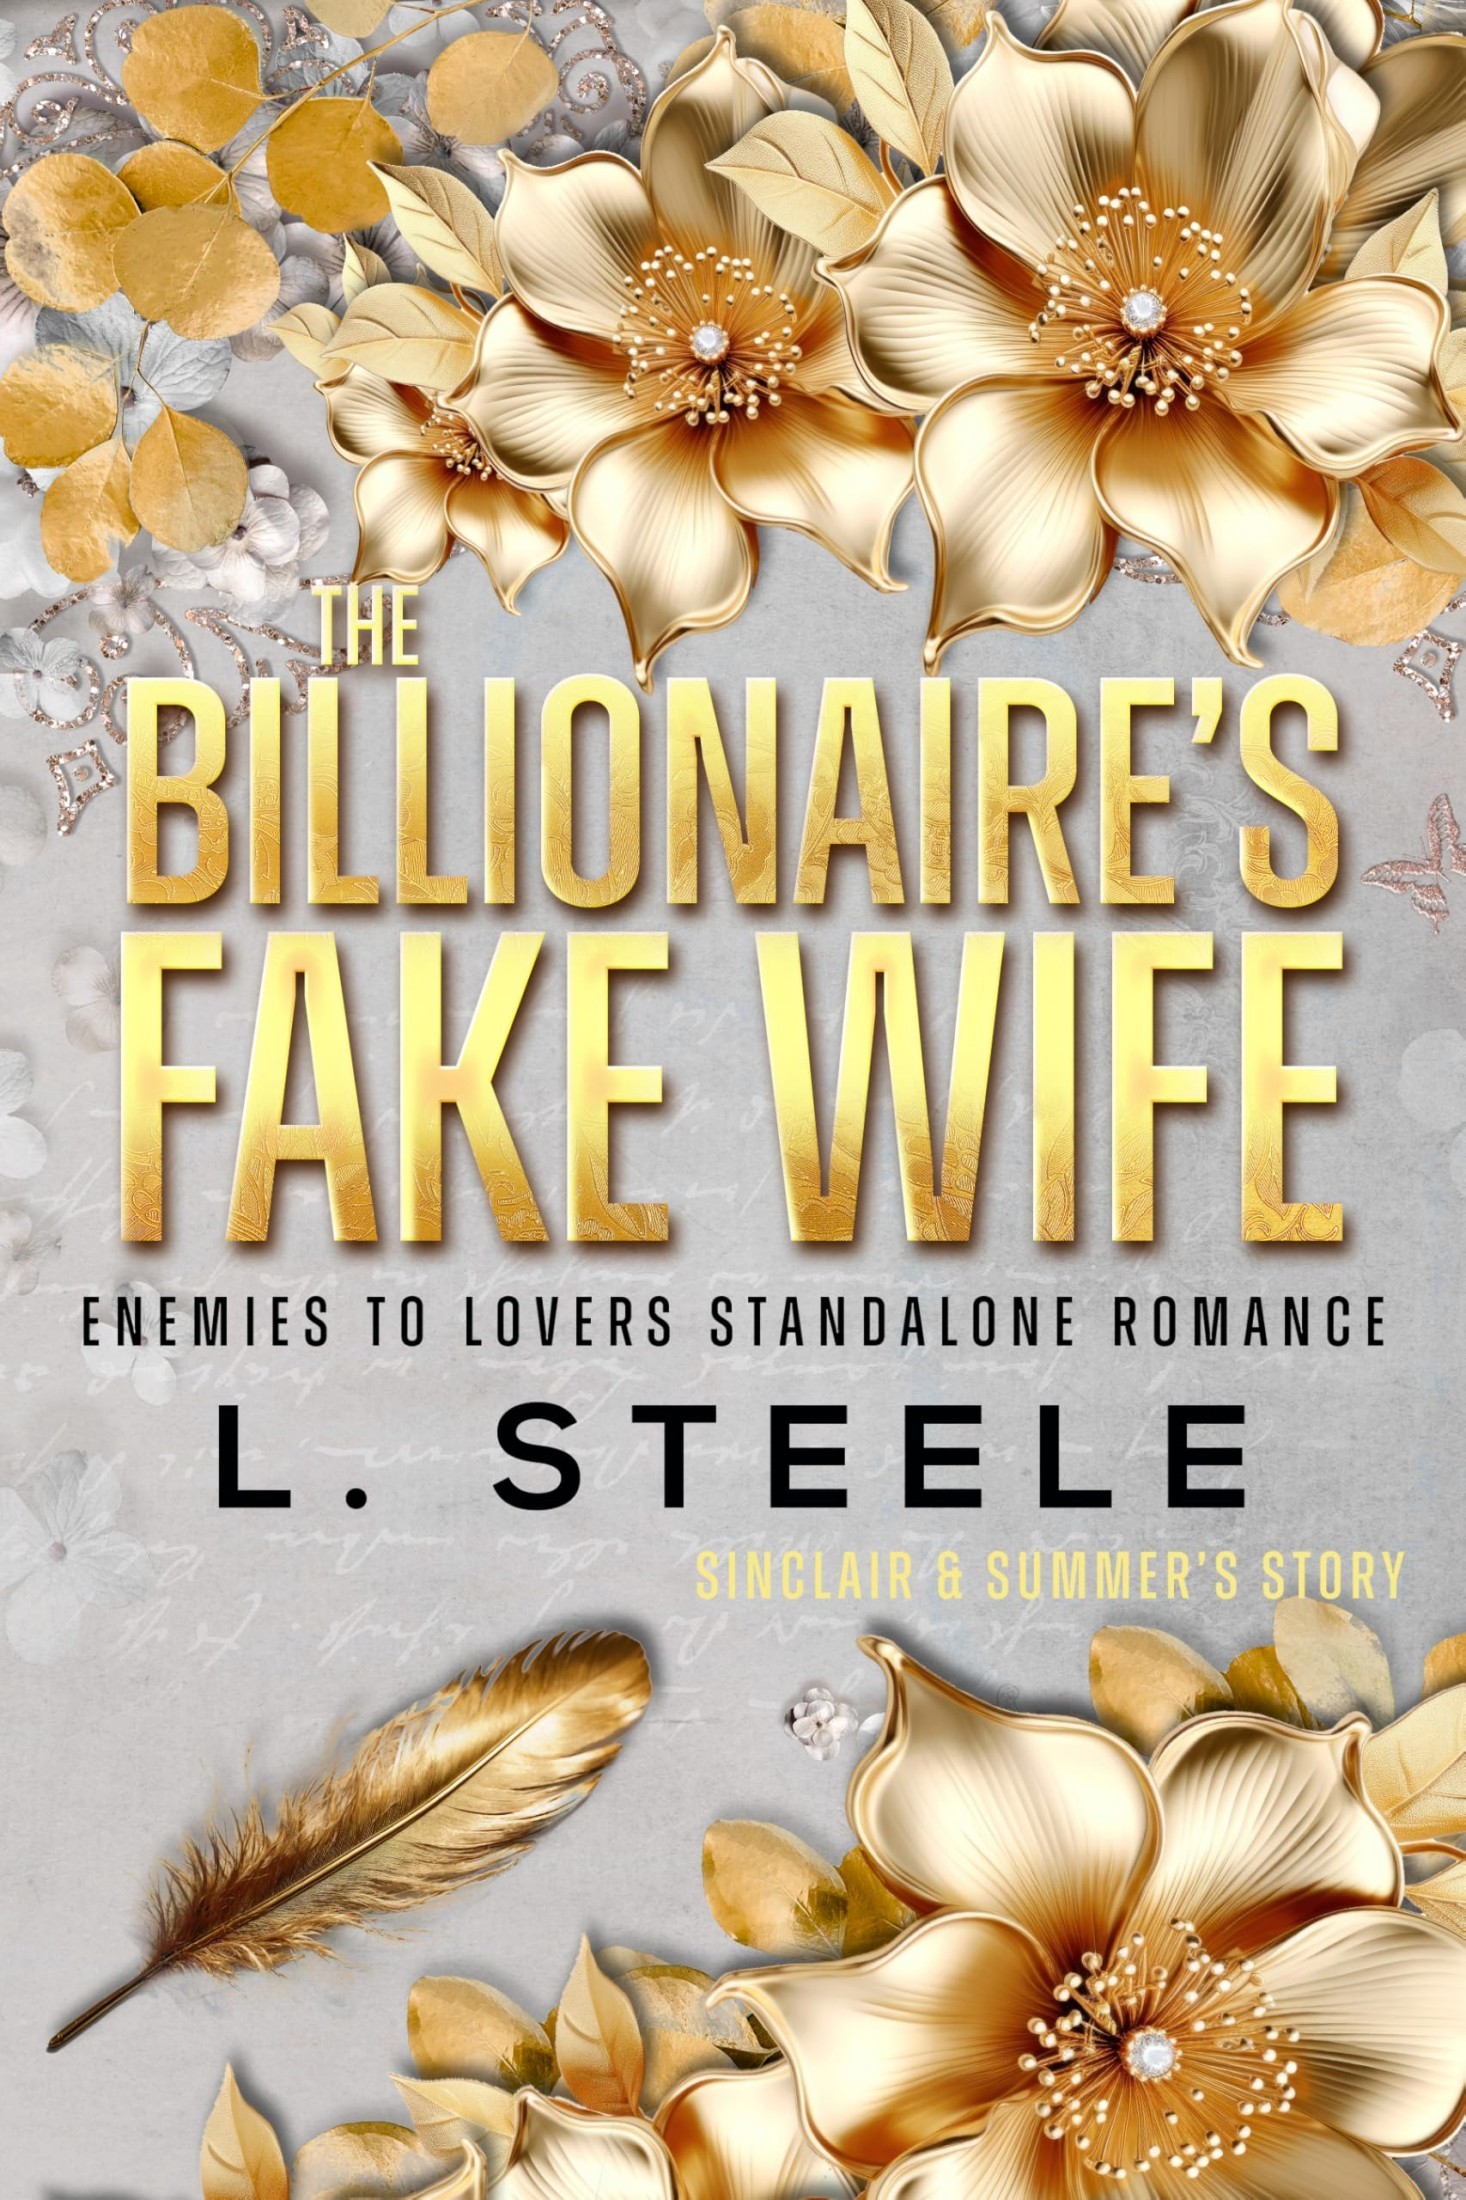 THE
BILLIONAIRE'S
FAKE WIFE
ENEMIES TO LOVERS STANDALONE ROMANCE
L. STEELE
SINCLAIR & SUMMER'S STORY